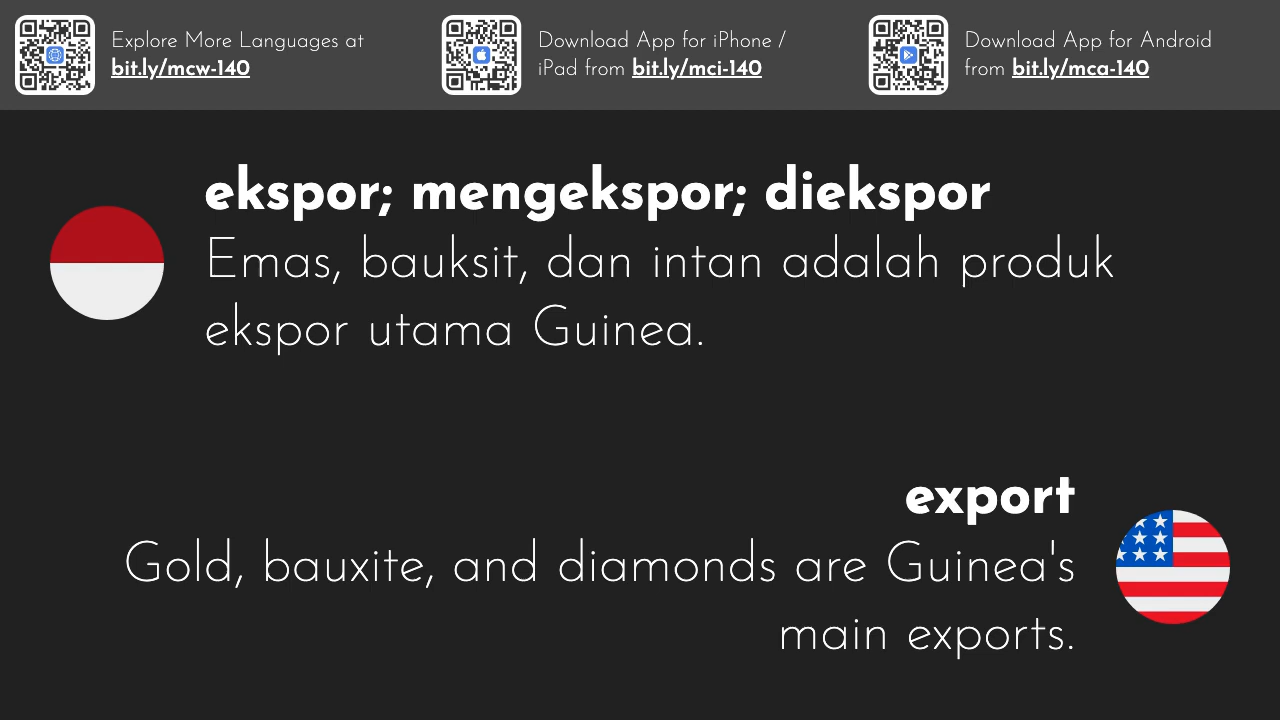 Explore More Languages at
bit.ly/mcw-140
Download App for iPhone /
iPad from bit.ly/mci-140
Download App for Android
from bit.ly/mca-140
ekspor; mengekspor; diekspor
Emas, bauksit, dan intan adalah produk
ekspor utama Guinea.
export
Gold, bauxite, and diamonds are Guinea's
main exports.